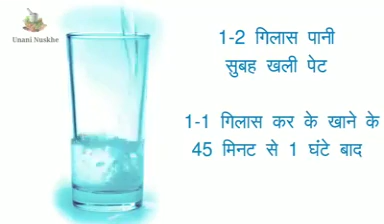 Unani Nuskhe
1-2 गिलास पानी
सुबह खली पेट
1-1 गिलास कर के खाने के
45 मिनट से 1 घंटे बाद